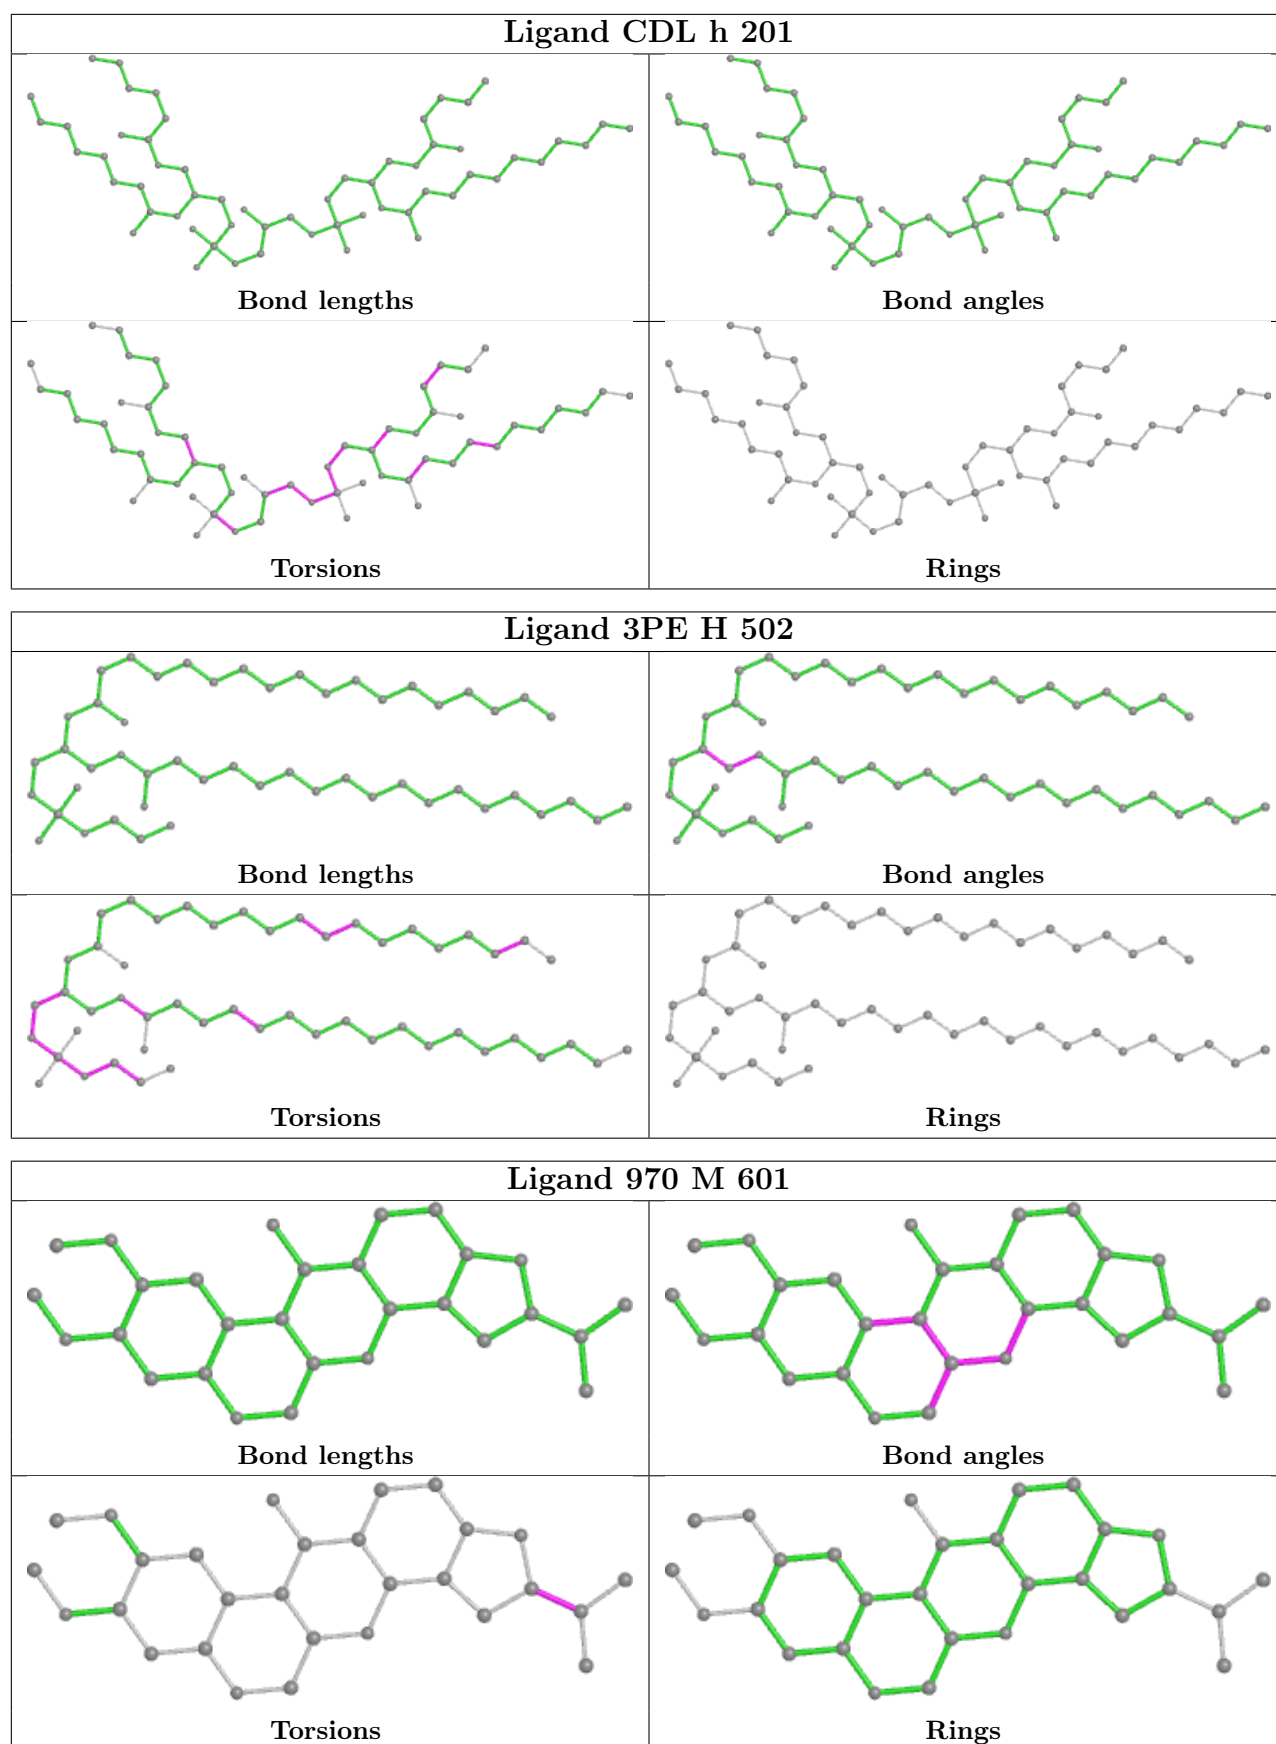 Ligand CDL h 201
Bond lengths
Bond angles
Torsions
Rings
Ligand 3PE H 502
Bond lengths
Bond angles
Torsions
Rings
Ligand 970 M 601
Bond lengths
Bond angles
Torsions
Rings